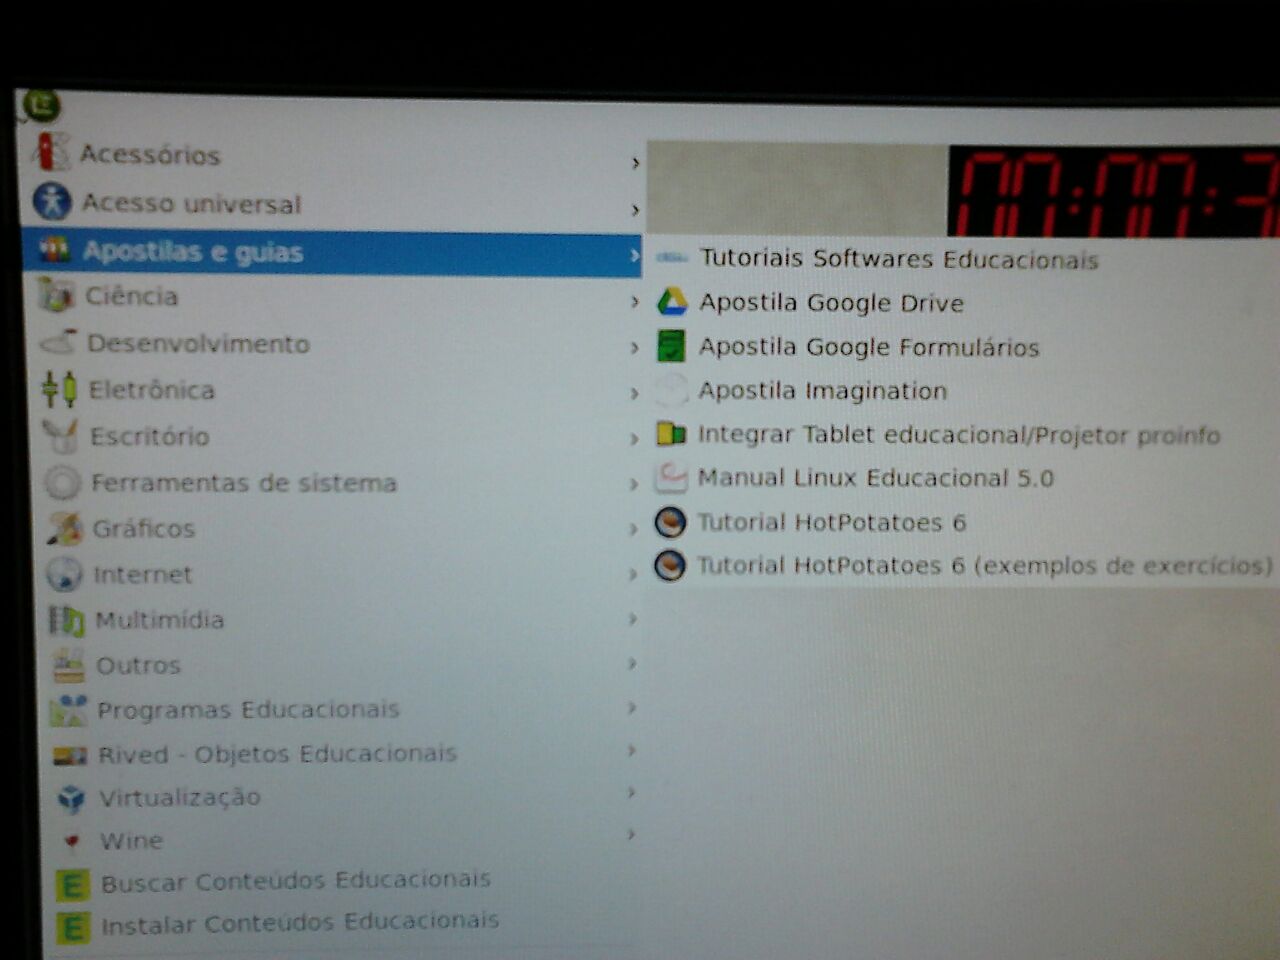 Acessórios
Acesso universal
Apostilas e guias
Ciência
Desenvolvimento
Eletrônica
Escritório
Ferramentas de sistema
Gráficos
Internet
Multimídia
Outros
Programas Educacionais
Rived - Objetos Educacionais
Virtualização
Wine
Buscar Conteúdos Educacionais
Instalar Conteúdos Educacionais
Tutoriais Softwares Educacionais
Apostila Google Drive
Apostila Google Formulários
Apostila Imagination
Integrar Tablet educacional/Projetor proinfo
Manual Linux Educacional 5.0
Tutorial HotPotatoes 6
Tutorial HotPotatoes 6 (exemplos de exercícios)